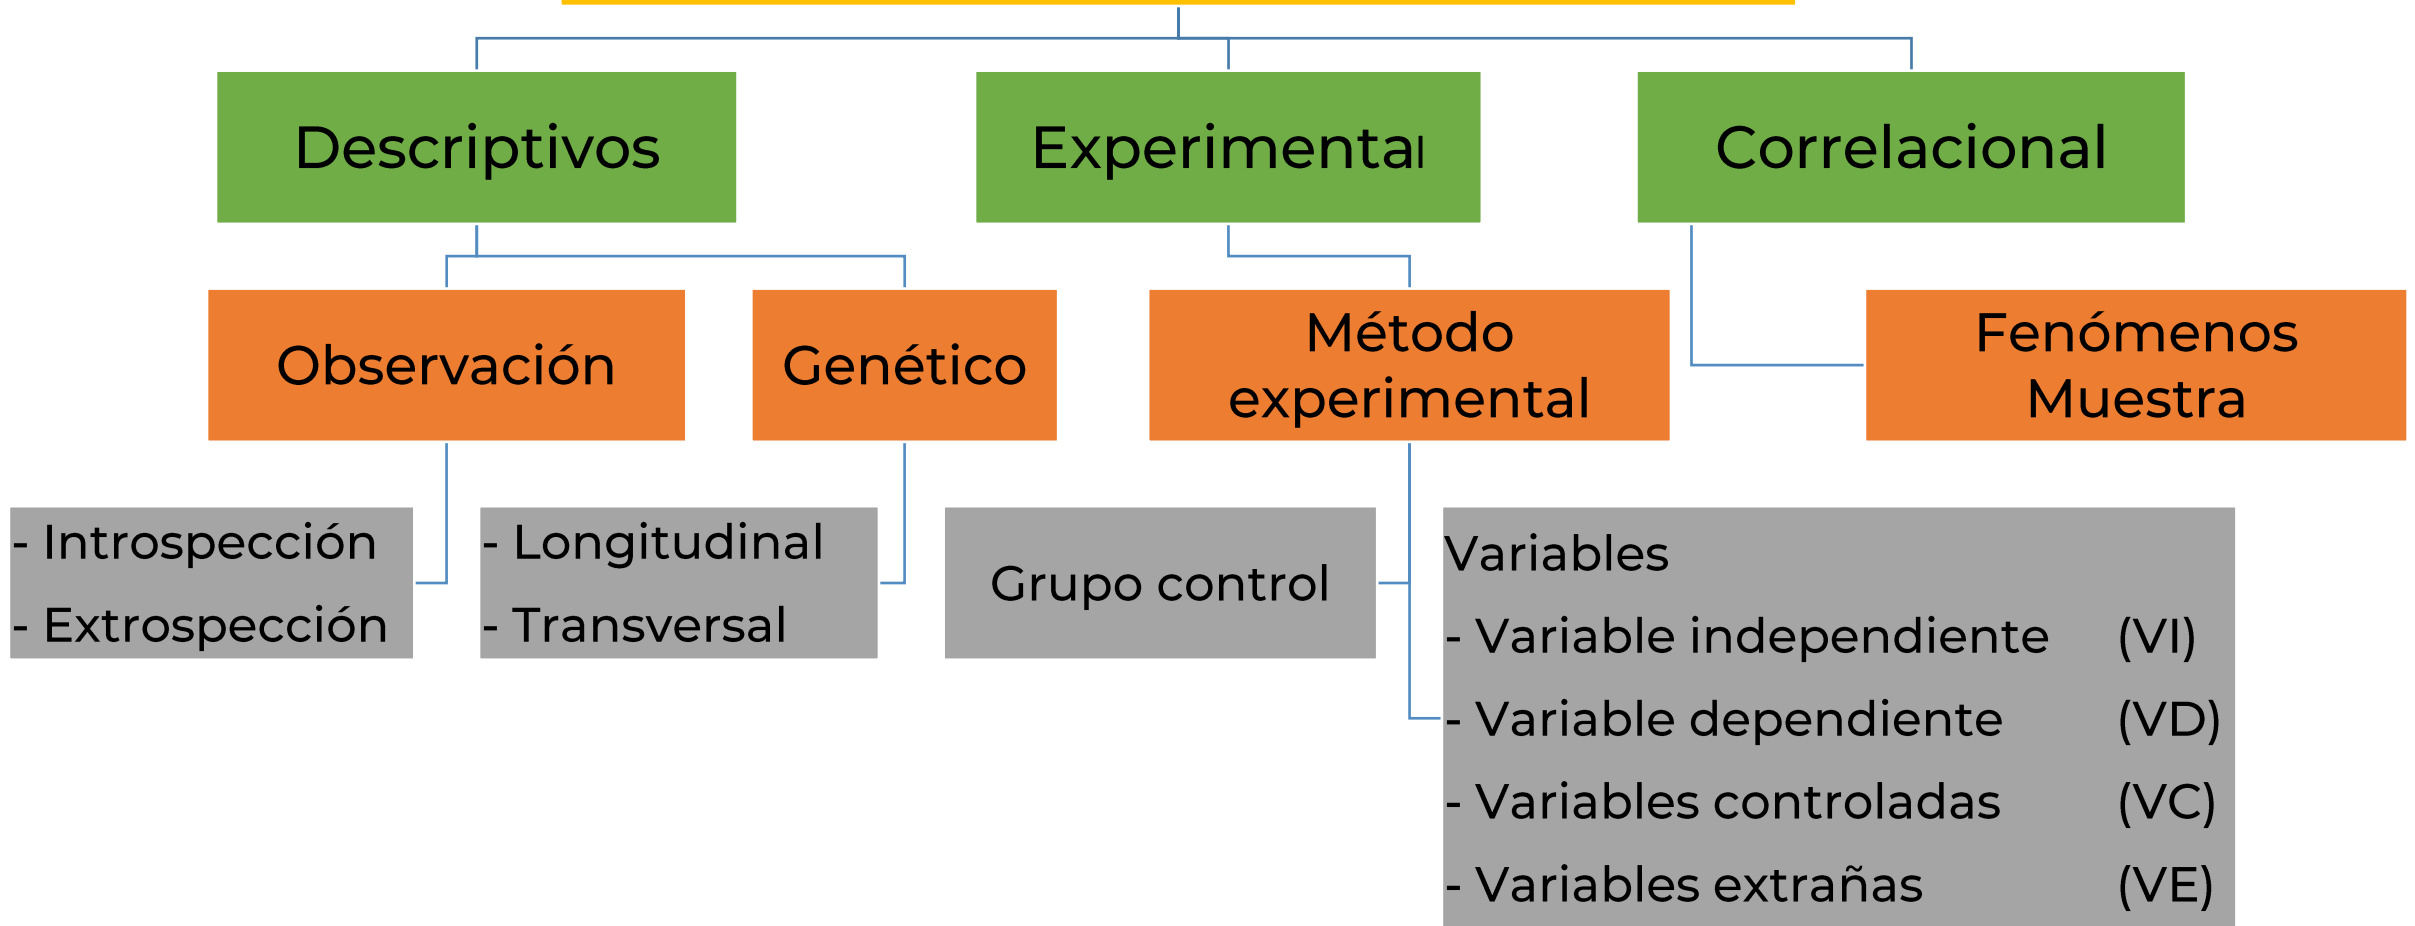 Descriptivos
Experimental
Correlacional
Observación
Genético
Método
experimental
Fenómenos
Muestra
- Introspección
- Extrospección
- Longitudinal
- Transversal
Grupo control
Variables
- Variable independiente (VI)
- Variable dependiente (VD)
- Variables controladas (VC)
- Variables extrañas (VE)